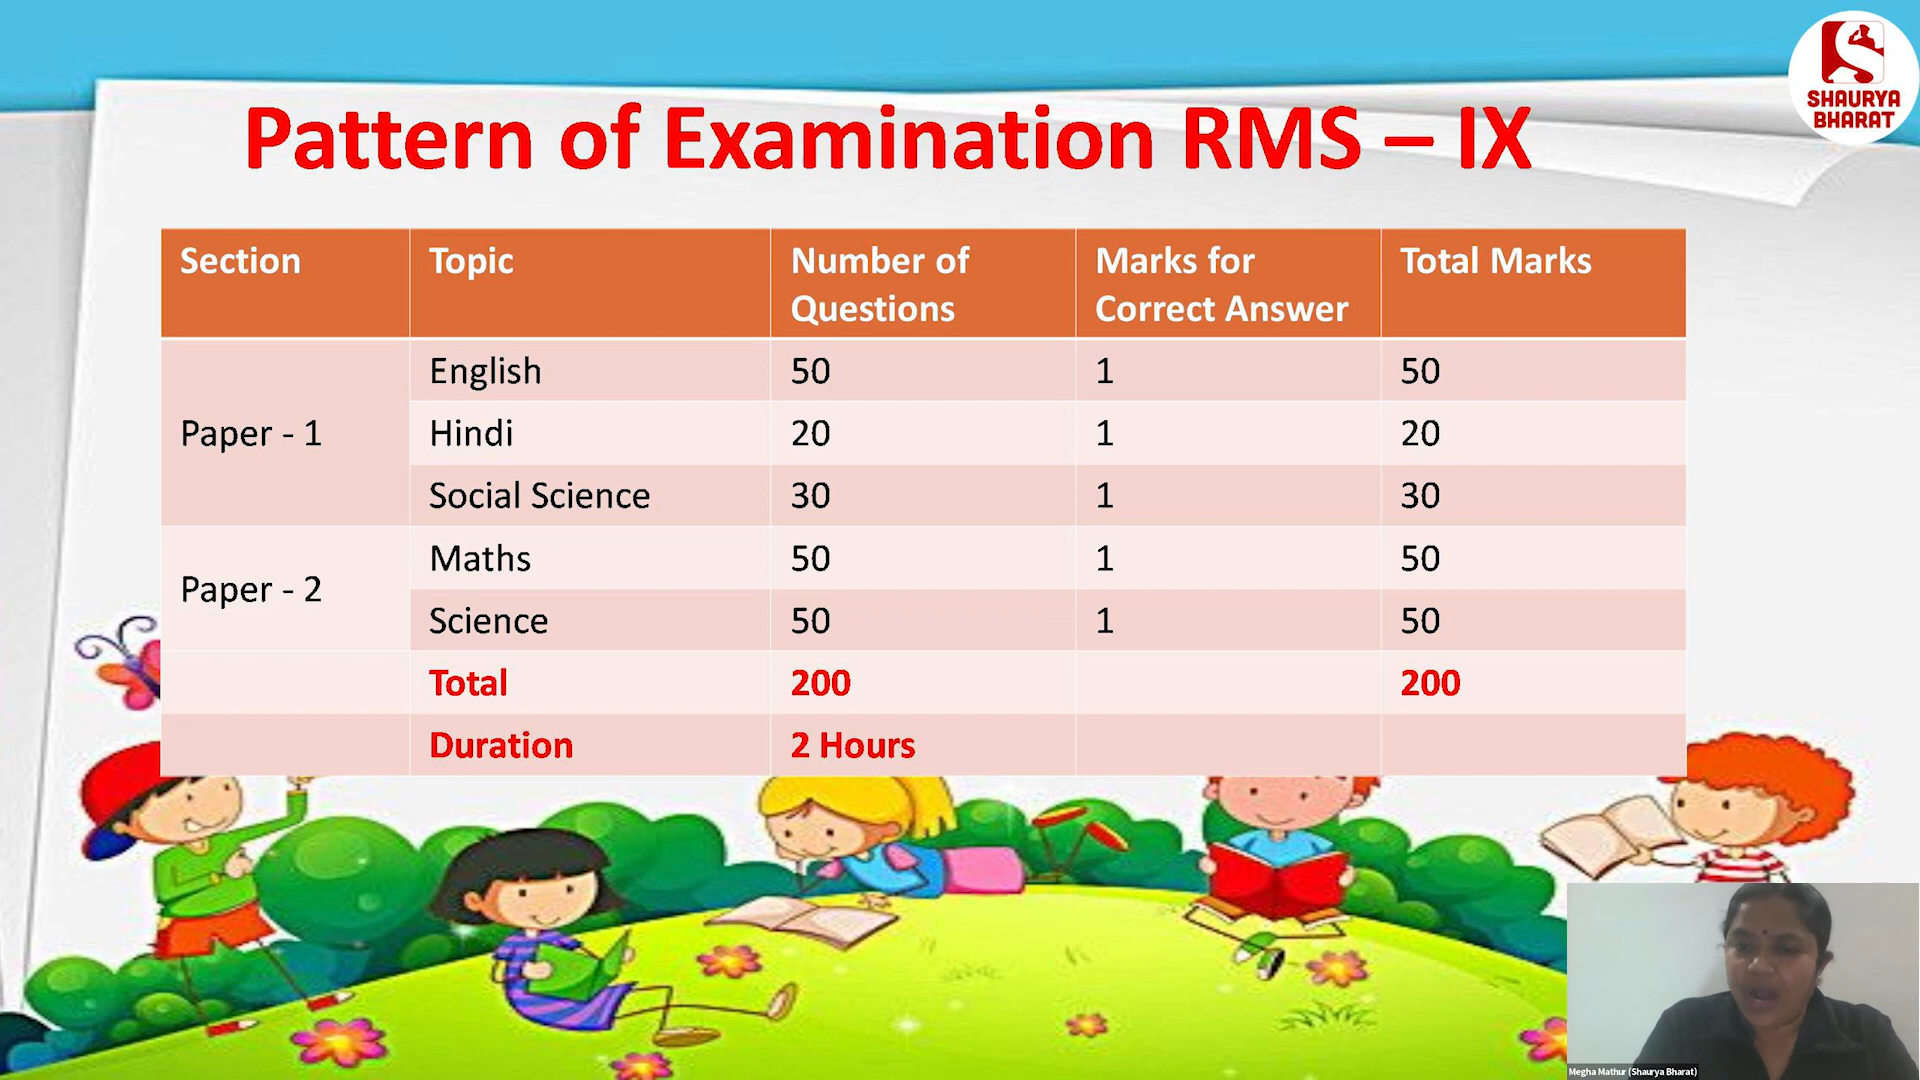 SHAURYA
BHARAT
Pattern of Examination RMS – IX
Section Topic Number of Questions Marks for Correct Answer Total Marks
Paper - 1 English 50 1 50
Hindi 20 1 20
Social Science 30 1 30
Paper - 2 Maths 50 1 50
Science 50 1 50
Total 200 200
Duration 2 Hours
Megha Mathur (Shaurya Bharat)